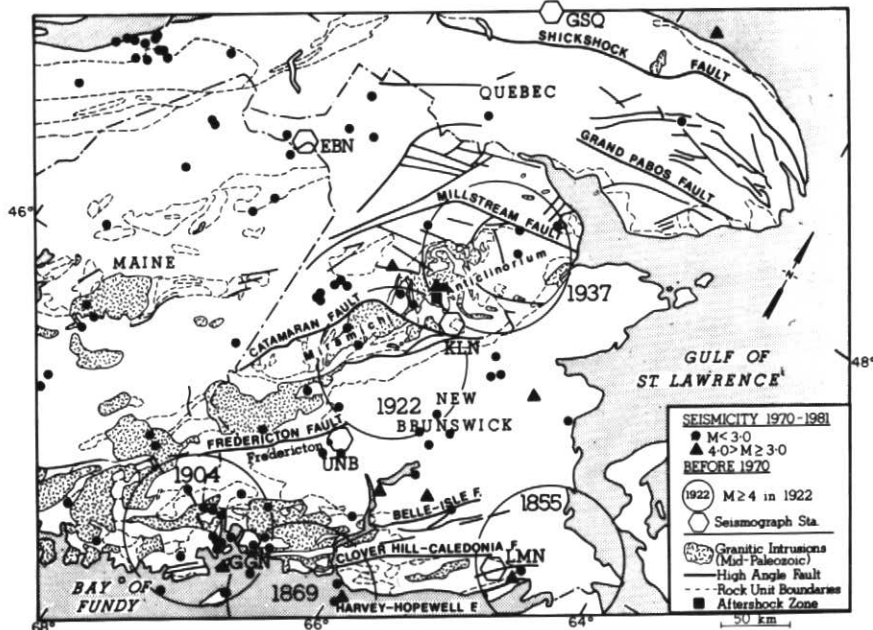 GSQ
SHICKSHOCK
FAULT
QUEBEC
EBN
GRAND PABOS FAULT
46°
MILLSTREAM FAULT
MAINE
Anticlinorium
1937
CATAMARAN FAULT
Miramichi
KLN
GULF OF
ST. LAWRENCE
48°
1922
NEW
BRUNSWICK
FREDERICTON FAULT
Fredericton
UNB
1904
BELLE-ISLE F.
1855
CLOVER HILL-CALEDONIA F.
GGN
LMN
BAY OF
FUNDY
1869
HARVEY-HOPEWELL F.
68°
66
64
N
SEISMICITY 1970-1981
M<3·0
4·0>M≥3·0
BEFORE 1970
1922 M≥4 in 1922
Seismograph Sta.
Granitic Intrusions
(Mid-Paleozoic)
High Angle Fault
Rock Unit Boundaries
Aftershock Zone
50 km